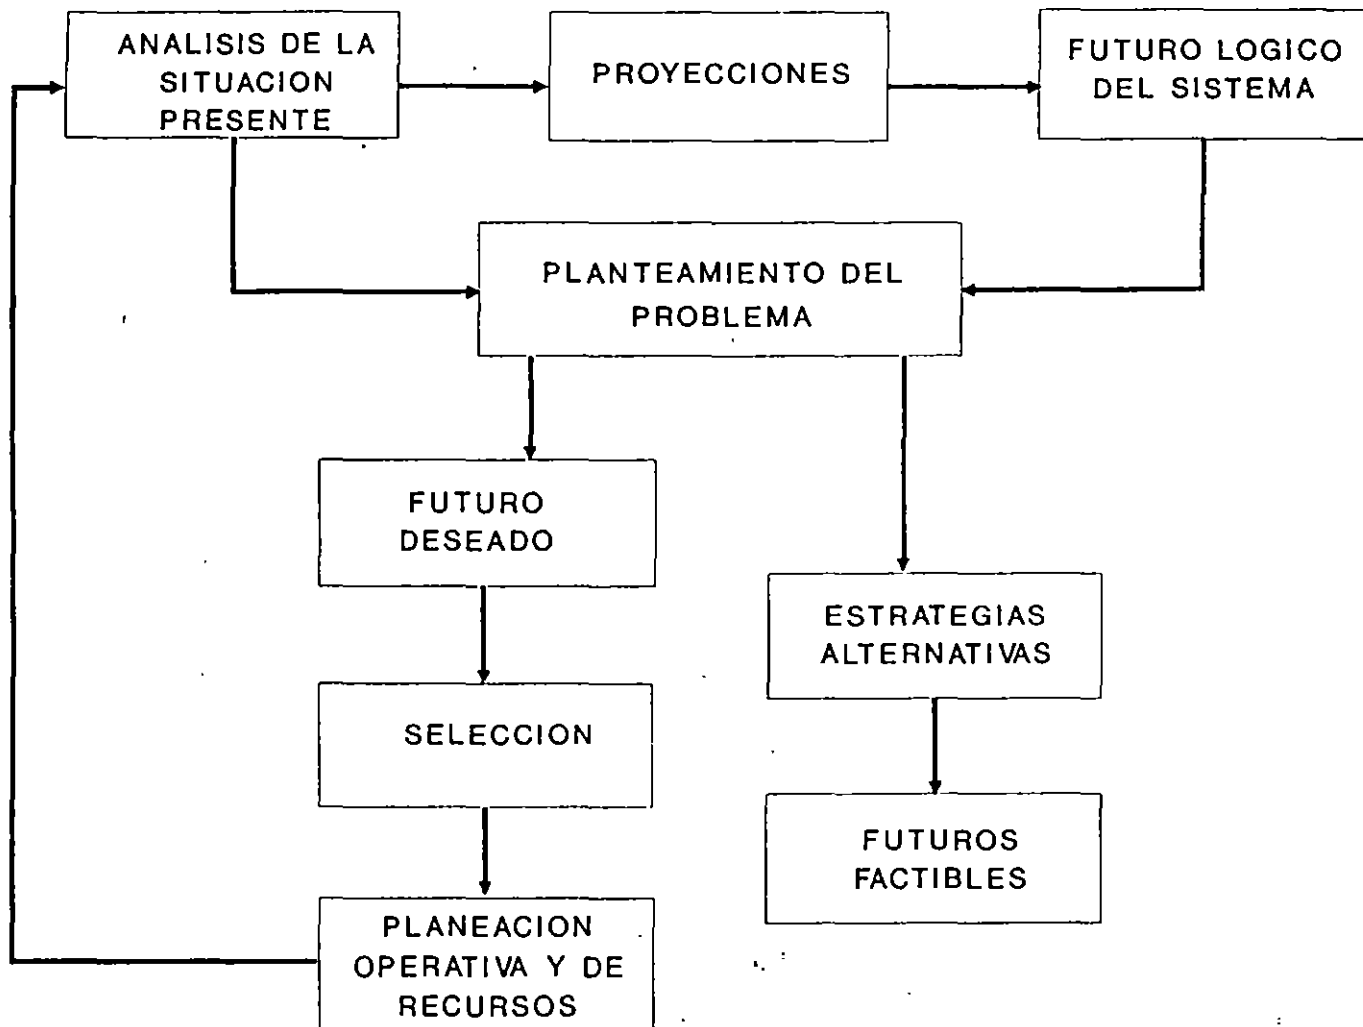 ANALISIS DE LA
SITUACION
PRESENTE
PROYECCIONES
FUTURO LOGICO
DEL SISTEMA
PLANTEAMIENTO DEL
PROBLEMA
FUTURO
DESEADO
ESTRATEGIAS
ALTERNATIVAS
SELECCION
FUTUROS
FACTIBLES
PLANEACION
OPERATIVA Y DE
RECURSOS